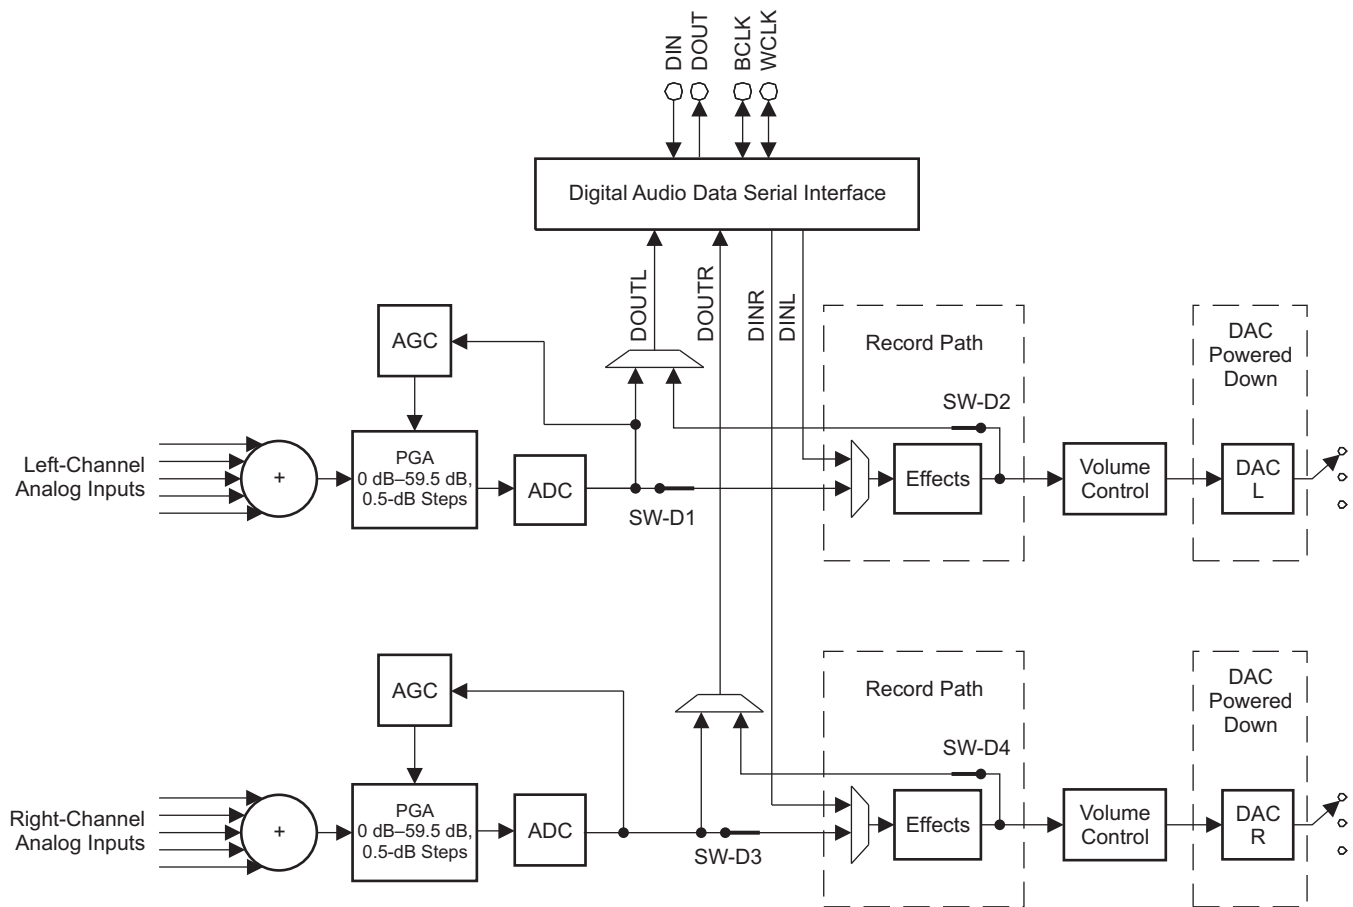 DIN
DOUT
BCLK
WCLK
Digital Audio Data Serial Interface
DOUTL
DOUTR
DINR
DINL
AGC
Record Path
DAC
Powered
Down
SW-D2
Left-Channel
Analog Inputs
+
PGA
0 dB–59.5 dB,
0.5-dB Steps
ADC
SW-D1
Effects
Volume
Control
DAC
L
AGC
Record Path
DAC
Powered
Down
SW-D4
Right-Channel
Analog Inputs
+
PGA
0 dB–59.5 dB,
0.5-dB Steps
ADC
SW-D3
Effects
Volume
Control
DAC
R